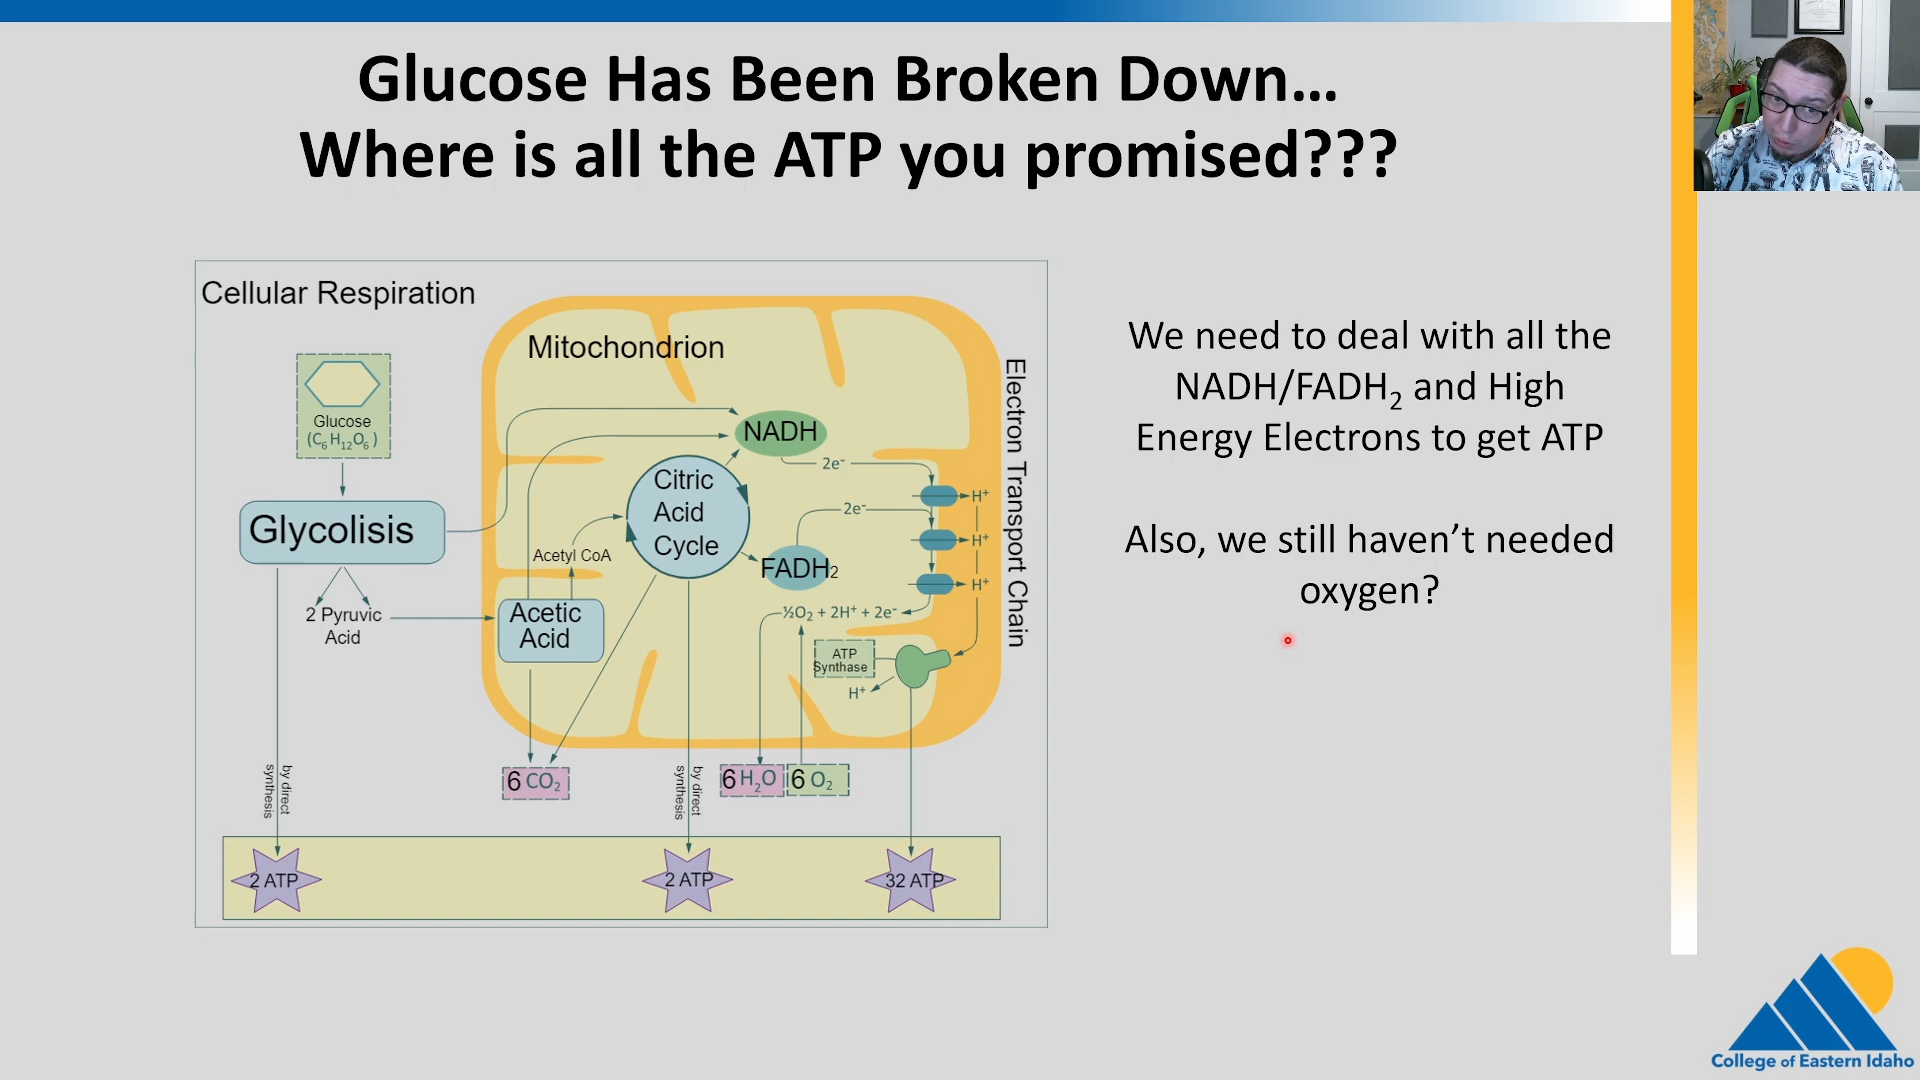 Glucose Has Been Broken Down...
Where is all the ATP you promised???
Cellular Respiration
Mitochondrion
Electron Transport Chain
Glucose
(C₆H₁₂O₆)
NADH
2e⁻
Citric
Acid
Cycle
H⁺
2e⁻
Glycolisis
H⁺
Acetyl CoA
FADH₂
H⁺
2 Pyruvic
Acid
Acetic
Acid
½O₂ + 2H⁺ + 2e⁻
ATP
Synthase
H⁺
by direct
synthesis
6 CO₂
by direct
synthesis
6 H₂O
6 O₂
2 ATP
2 ATP
32 ATP
We need to deal with all the
NADH/FADH₂ and High
Energy Electrons to get ATP
Also, we still haven't needed
oxygen?
College of Eastern Idaho